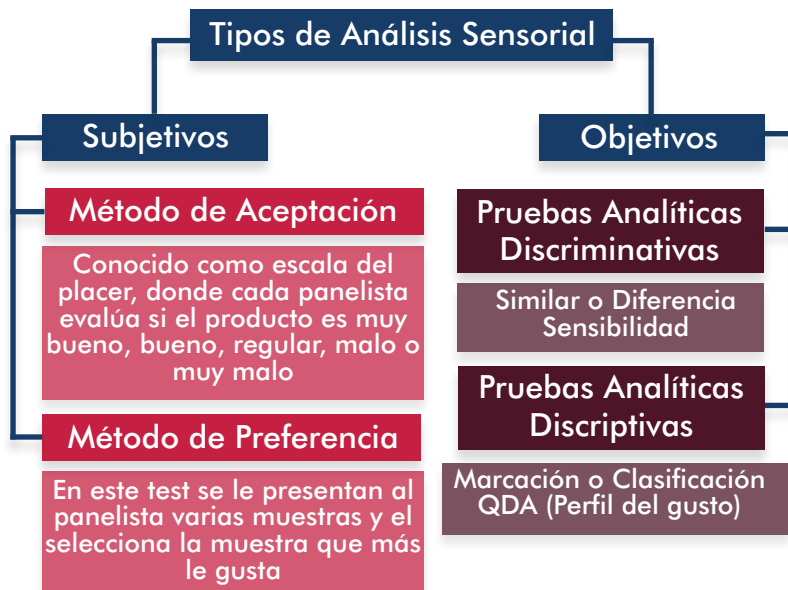 Tipos de Análisis Sensorial
Subjetivos
Método de Aceptación
Conocido como escala del
placer, donde cada panelista
evalúa si el producto es muy
bueno, bueno, regular, malo o
muy malo
Método de Preferencia
En este test se le presentan al
panelista varias muestras y el
selecciona la muestra que más
le gusta
Objetivos
Pruebas Analíticas
Discriminativas
Similar o Diferencia
Sensibilidad
Pruebas Analíticas
Discriptivas
Marcación o Clasificación
QDA (Perfil del gusto)